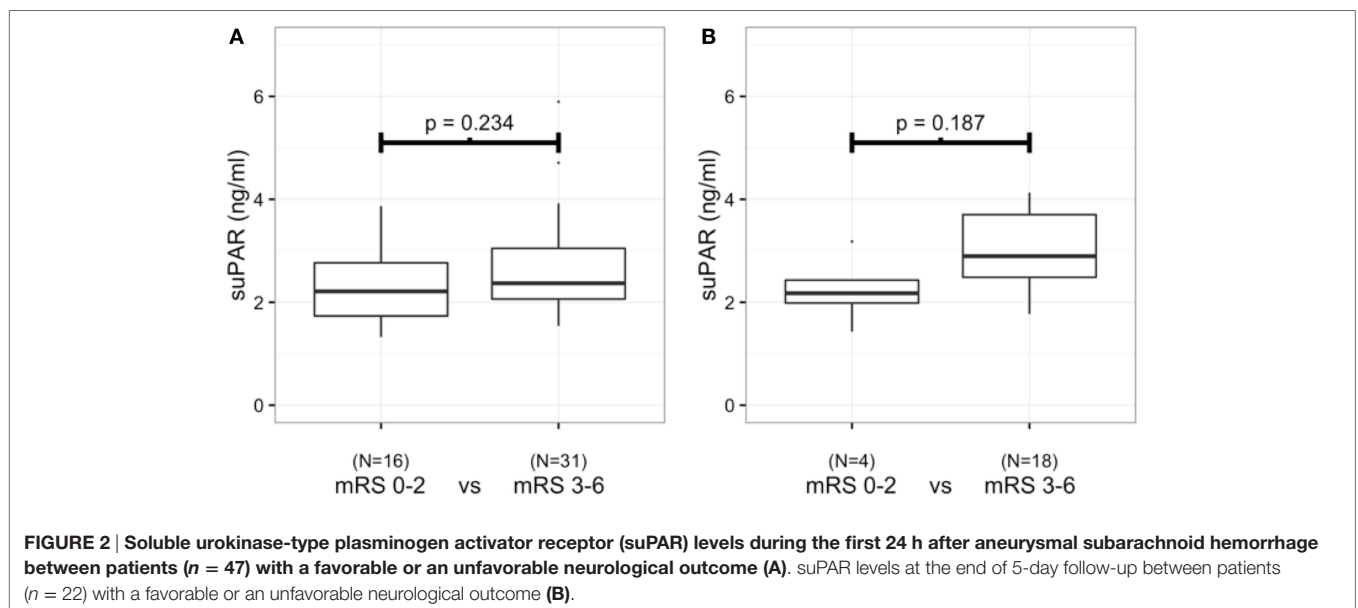 A
B
6
4
2
0
suPAR (ng/ml)
p = 0.234
(N=16)
(N=31)
mRS 0-2 vs mRS 3-6
6
4
2
0
suPAR (ng/ml)
p = 0.187
(N=4)
(N=18)
mRS 0-2 vs mRS 3-6
FIGURE 2 | Soluble urokinase-type plasminogen activator receptor (suPAR) levels during the first 24 h after aneurysmal subarachnoid hemorrhage
between patients (n = 47) with a favorable or an unfavorable neurological outcome (A). suPAR levels at the end of 5-day follow-up between patients
(n = 22) with a favorable or an unfavorable neurological outcome (B).